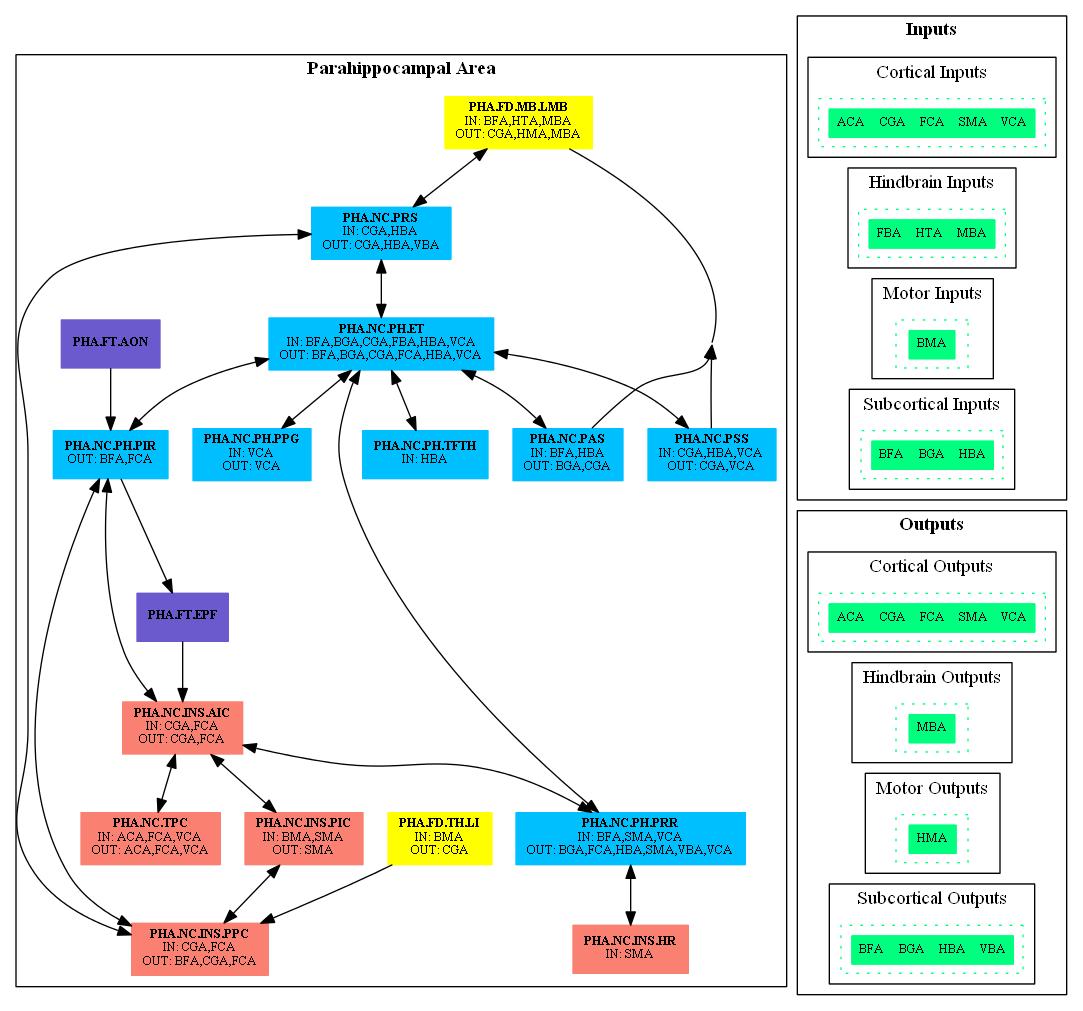 Parahippocampal Area
PHA.FD.MB.LMB
IN: BFA,HTA,MBA
OUT: CGA,HMA,MBA
PHA.NC.PRS
IN: CGA,HBA
OUT: CGA,HBA,VBA
PHA.FT.AON
PHA.NC.PH.ET
IN: BFA,BGA,CGA,FBA,HBA,VCA
OUT: BFA,BGA,CGA,FCA,HBA,VCA
PHA.NC.PH.PIR
OUT: BFA,FCA
PHA.NC.PH.PPG
IN: VCA
OUT: VCA
PHA.NC.PH.TFTH
IN: HBA
PHA.NC.PAS
IN: BFA,HBA
OUT: BGA,CGA
PHA.NC.PSS
IN: CGA,HBA,VCA
OUT: CGA,VCA
PHA.FT.EPF
PHA.NC.INS.AIC
IN: CGA,FCA
OUT: CGA,FCA
PHA.NC.TPC
IN: ACA,FCA,VCA
OUT: ACA,FCA,VCA
PHA.NC.INS.PIC
IN: BMA,SMA
OUT: SMA
PHA.FD.TH.LI
IN: BMA
OUT: CGA
PHA.NC.PH.PRR
IN: BFA,SMA,VCA
OUT: BGA,FCA,HBA,SMA,VBA,VCA
PHA.NC.INS.PPC
IN: CGA,FCA
OUT: BFA,CGA,FCA
PHA.NC.INS.HR
IN: SMA
Inputs
Cortical Inputs
ACA CGA FCA SMA VCA
Hindbrain Inputs
FBA HTA MBA
Motor Inputs
BMA
Subcortical Inputs
BFA BGA HBA
Outputs
Cortical Outputs
ACA CGA FCA SMA VCA
Hindbrain Outputs
MBA
Motor Outputs
HMA
Subcortical Outputs
BFA BGA HBA VBA